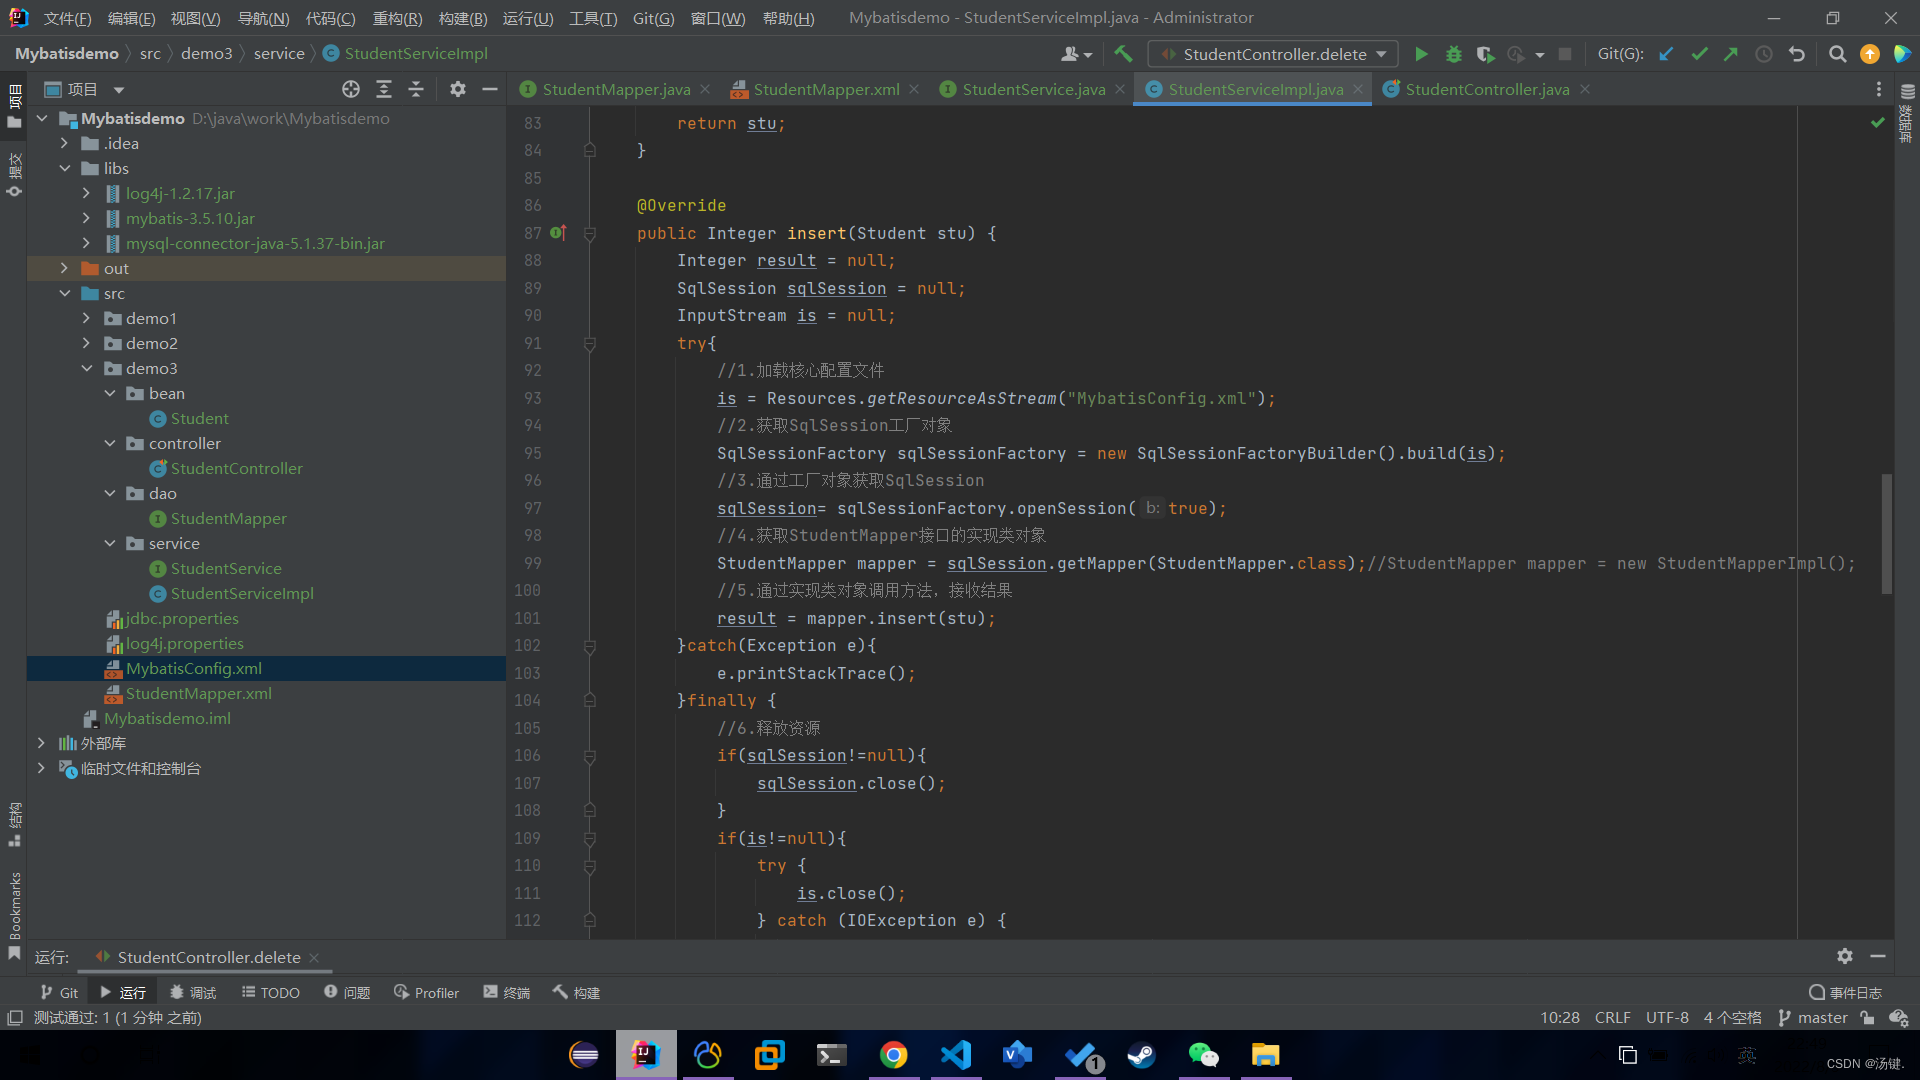 文件(F) 编辑(E) 视图(V) 导航(N) 代码(C) 重构(R) 构建(B) 运行(U) 工具(T) Git(G) 窗口(W) 帮助(H) Mybatisdemo - StudentServiceImpl.java - Administrator
Mybatisdemo src demo3 service StudentServiceImpl StudentController.delete Git(G):
项目 StudentMapper.java StudentMapper.xml StudentService.java StudentServiceImpl.java StudentController.java
项目
提交
结构
Bookmarks
数据库
Mybatisdemo D:\java\work\Mybatisdemo
.idea
libs
log4j-1.2.17.jar
mybatis-3.5.10.jar
mysql-connector-java-5.1.37-bin.jar
out
src
demo1
demo2
demo3
bean
Student
controller
StudentController
dao
StudentMapper
service
StudentService
StudentServiceImpl
jdbc.properties
log4j.properties
MybatisConfig.xml
StudentMapper.xml
Mybatisdemo.iml
外部库
临时文件和控制台
83 return stu;
84 }
85
86 @Override
87 public Integer insert(Student stu) {
88 Integer result = null;
89 SqlSession sqlSession = null;
90 InputStream is = null;
91 try{
92 //1.加载核心配置文件
93 is = Resources.getResourceAsStream("MybatisConfig.xml");
94 //2.获取SqlSession工厂对象
95 SqlSessionFactory sqlSessionFactory = new SqlSessionFactoryBuilder().build(is);
96 //3.通过工厂对象获取SqlSession
97 sqlSession= sqlSessionFactory.openSession( b: true);
98 //4.获取StudentMapper接口的实现类对象
99 StudentMapper mapper = sqlSession.getMapper(StudentMapper.class);//StudentMapper mapper = new StudentMapperImpl();
100 //5.通过实现类对象调用方法，接收结果
101 result = mapper.insert(stu);
102 }catch(Exception e){
103 e.printStackTrace();
104 }finally {
105 //6.释放资源
106 if(sqlSession!=null){
107 sqlSession.close();
108 }
109 if(is!=null){
110 try {
111 is.close();
112 } catch (IOException e) {
运行: StudentController.delete
Git 运行 调试 TODO 问题 Profiler 终端 构建 事件日志
测试通过: 1 (1 分钟 之前) 10:28 CRLF UTF-8 4 个空格 master
1 英
CSDN @汤键.